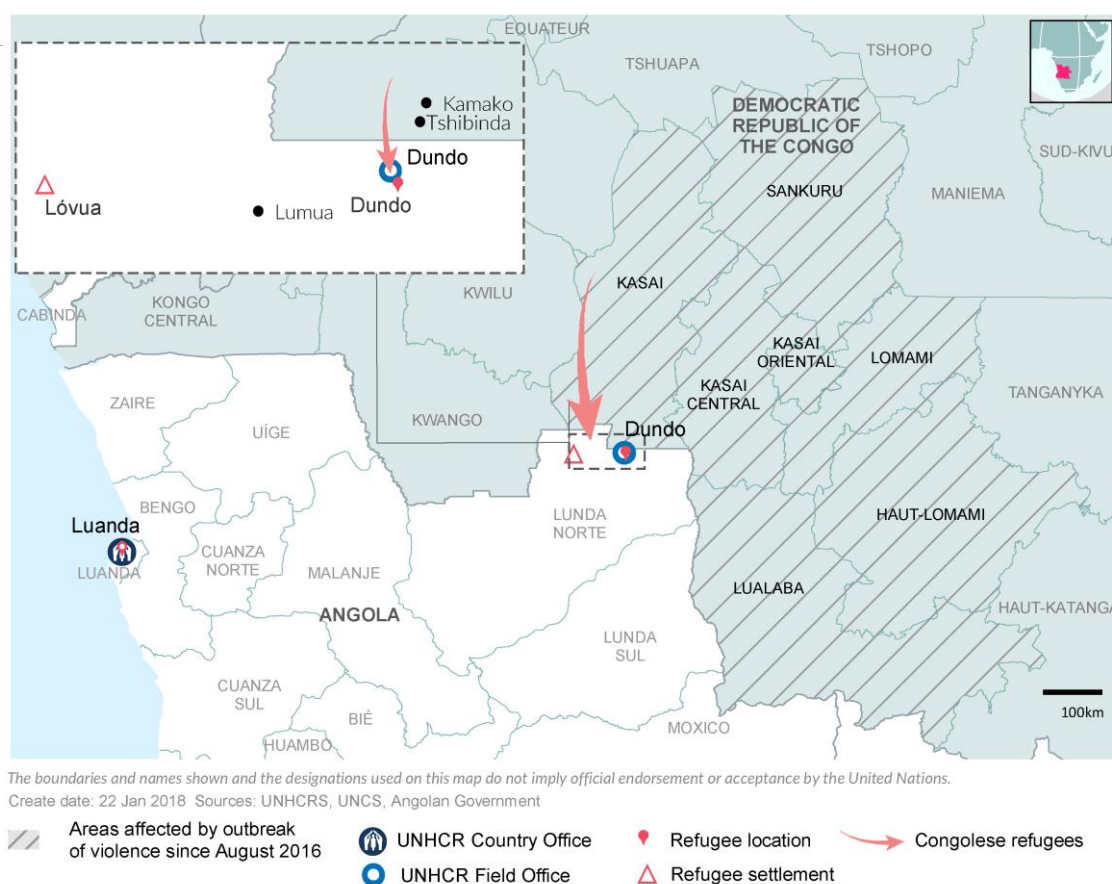 EQUATEUR
TSHUAPA
TSHOPO
DEMOCRATIC
REPUBLIC OF
THE CONGO
SUD-KIVU
SANKURU
MANIEMA
Kamako
Tshibinda
Dundo
Dundo
Lóvua
Lumua
KASAI
KWILU
CABINDA
KONGO
CENTRAL
KASAI
ORIENTAL
LOMAMI
KASAI
CENTRAL
TANGANYKA
ZAIRE
UÍGE
KWANGO
Dundo
BENGO
LUNDA
NORTE
HAUT-LOMAMI
Luanda
LUANDA
CUANZA
NORTE
MALANJE
LUALABA
ANGOLA
HAUT-KATANGA
LUNDA
SUL
CUANZA
SUL
BIÉ
HUAMBO
MOXICO
100km
The boundaries and names shown and the designations used on this map do not imply official endorsement or acceptance by the United Nations.
Create date: 22 Jan 2018 Sources: UNHCRS, UNCS, Angolan Government
Areas affected by outbreak
of violence since August 2016
UNHCR Country Office
UNHCR Field Office
Refugee location
Refugee settlement
Congolese refugees